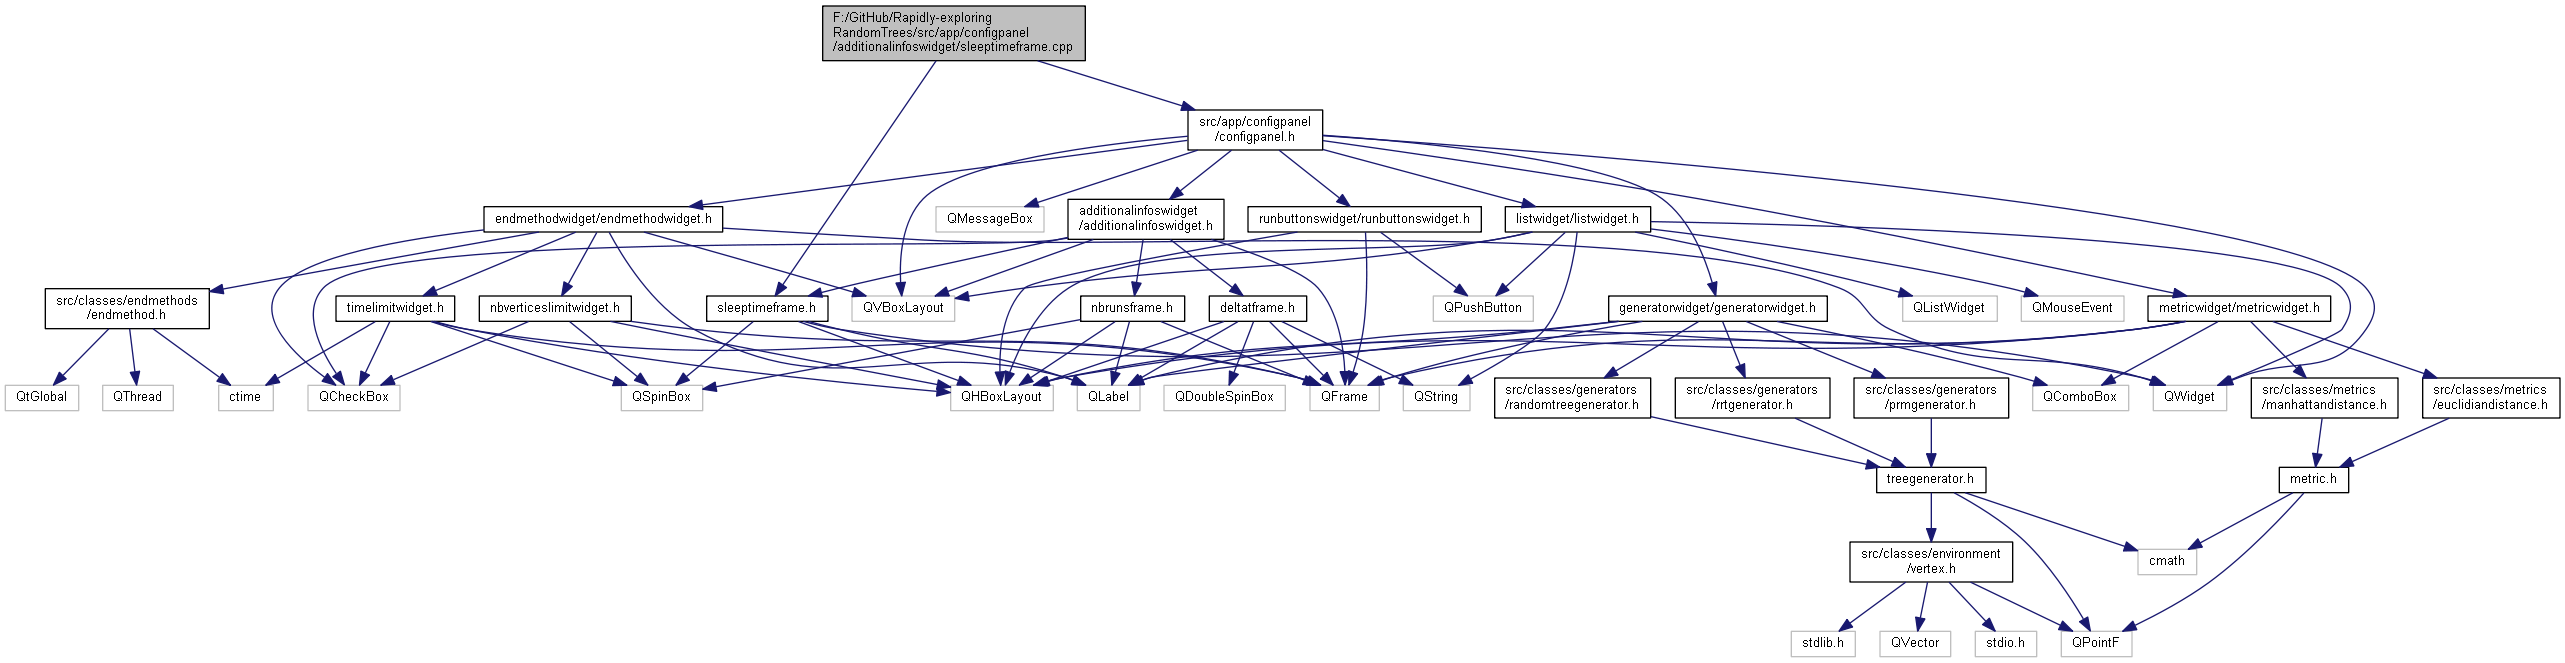 F:/GitHub/Rapidly-exploring
RandomTrees/src/app/configpanel
/additionalinfoswidget/sleeptimeframe.cpp
src/app/configpanel
/configpanel.h
endmethodwidget/endmethodwidget.h
QMessageBox
additionalinfoswidget
/additionalinfoswidget.h
runbuttonswidget/runbuttonswidget.h
listwidget/listwidget.h
src/classes/endmethods
/endmethod.h
timelimitwidget.h
nbverticeslimitwidget.h
sleeptimeframe.h
QVBoxLayout
nbrunsframe.h
deltatframe.h
QPushButton
generatorwidget/generatorwidget.h
QListWidget
QMouseEvent
metricwidget/metricwidget.h
QtGlobal
QThread
ctime
QCheckBox
QSpinBox
QHBoxLayout
QLabel
QDoubleSpinBox
QFrame
QString
src/classes/generators
/randomtreegenerator.h
src/classes/generators
/rrtgenerator.h
src/classes/generators
/prmgenerator.h
QComboBox
QWidget
src/classes/metrics
/manhattandistance.h
src/classes/metrics
/euclidiandistance.h
treegenerator.h
metric.h
src/classes/environment
/vertex.h
cmath
stdlib.h
QVector
stdio.h
QPointF